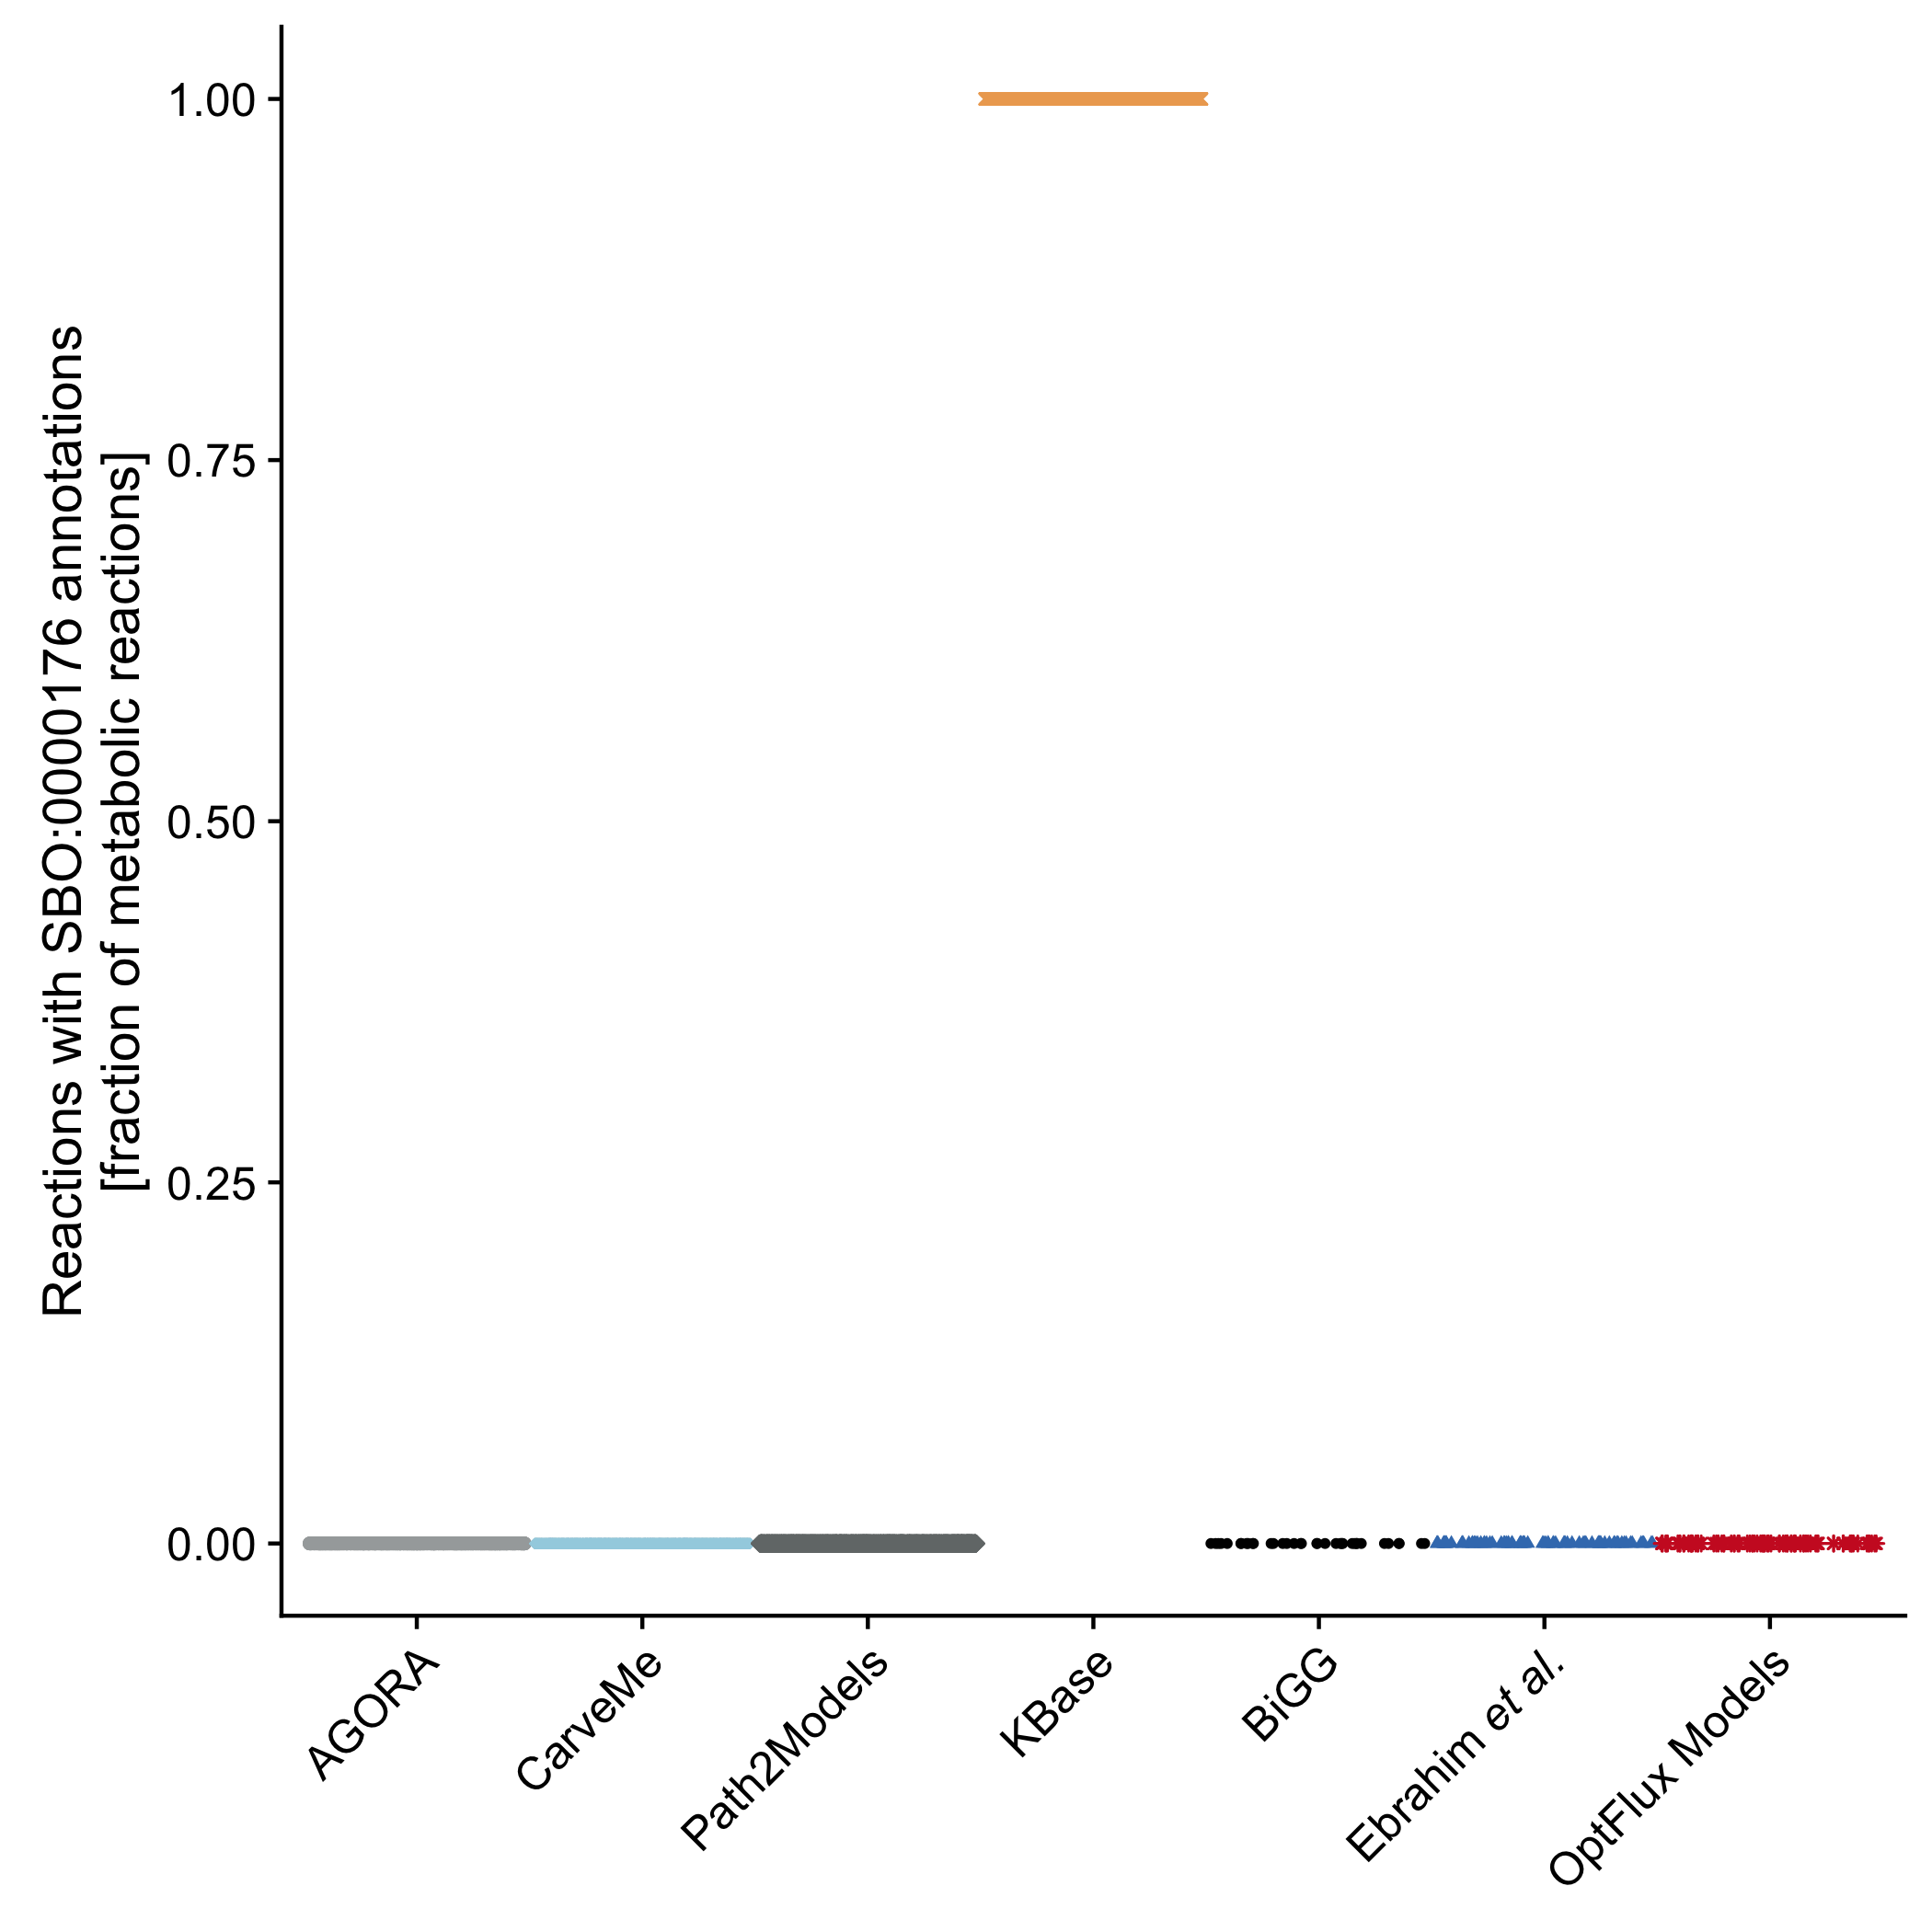 Reactions with SBO:0000176 annotations
[fraction of metabolic reactions]
1.00
0.75
0.50
0.25
0.00
AGORA
CarveMe
Path2Models
KBase
BiGG
Ebrahim et al.
OptFlux Models